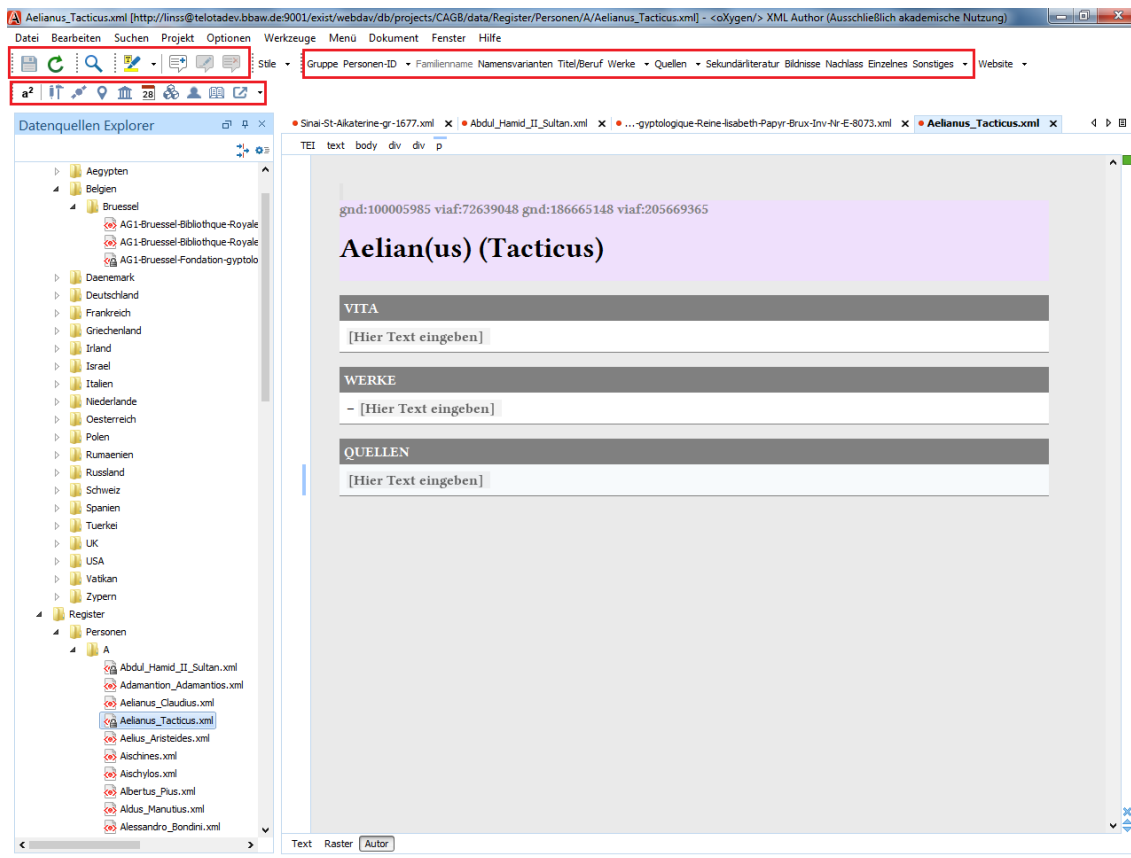 Aelianus_Tacticus.xml [http://linss@telotadev.bbaw.de:9001/exist/webdav/db/projects/CAGB/data/Register/Personen/A/Aelianus_Tacticus.xml] - <oXygen/> XML Author (Ausschließlich akademische Nutzung)
Datei Bearbeiten Suchen Projekt Optionen Werkzeuge Menü Dokument Fenster Hilfe
Stile Gruppe Personen-ID Familienname Namensvarianten Titel/Beruf Werke Quellen Sekundärliteratur Bildnisse Nachlass Einzelnes Sonstiges Website
a² 28
Datenquellen Explorer
Sinai-St-Aikaterine-gr-1677.xml Abdul_Hamid_II_Sultan.xml ...-gyptologique-Reine-lisabeth-Papyr-Brux-Inv-Nr-E-8073.xml Aelianus_Tacticus.xml
TEI text body div div p
Aegypten
Belgien
Bruessel
AG1-Bruessel-Bibliothque-Royale
AG1-Bruessel-Bibliothque-Royale
AG1-Bruessel-Fondation-gyptolo
Daenemark
Deutschland
Frankreich
Griechenland
Irland
Israel
Italien
Niederlande
Oesterreich
Polen
Rumaenien
Russland
Schweiz
Spanien
Tuerkei
UK
USA
Vatikan
Zypern
Register
Personen
A
Abdul_Hamid_II_Sultan.xml
Adamantion_Adamantios.xml
Aelianus_Claudius.xml
Aelianus_Tacticus.xml
Aelius_Aristeides.xml
Aischines.xml
Aischylos.xml
Albertus_Pius.xml
Aldus_Manutius.xml
Alessandro_Bondini.xml
gnd:100005985 viaf:72639048 gnd:186665148 viaf:205669365
Aelian(us) (Tacticus)
VITA
[Hier Text eingeben]
WERKE
– [Hier Text eingeben]
QUELLEN
[Hier Text eingeben]
Text Raster Autor